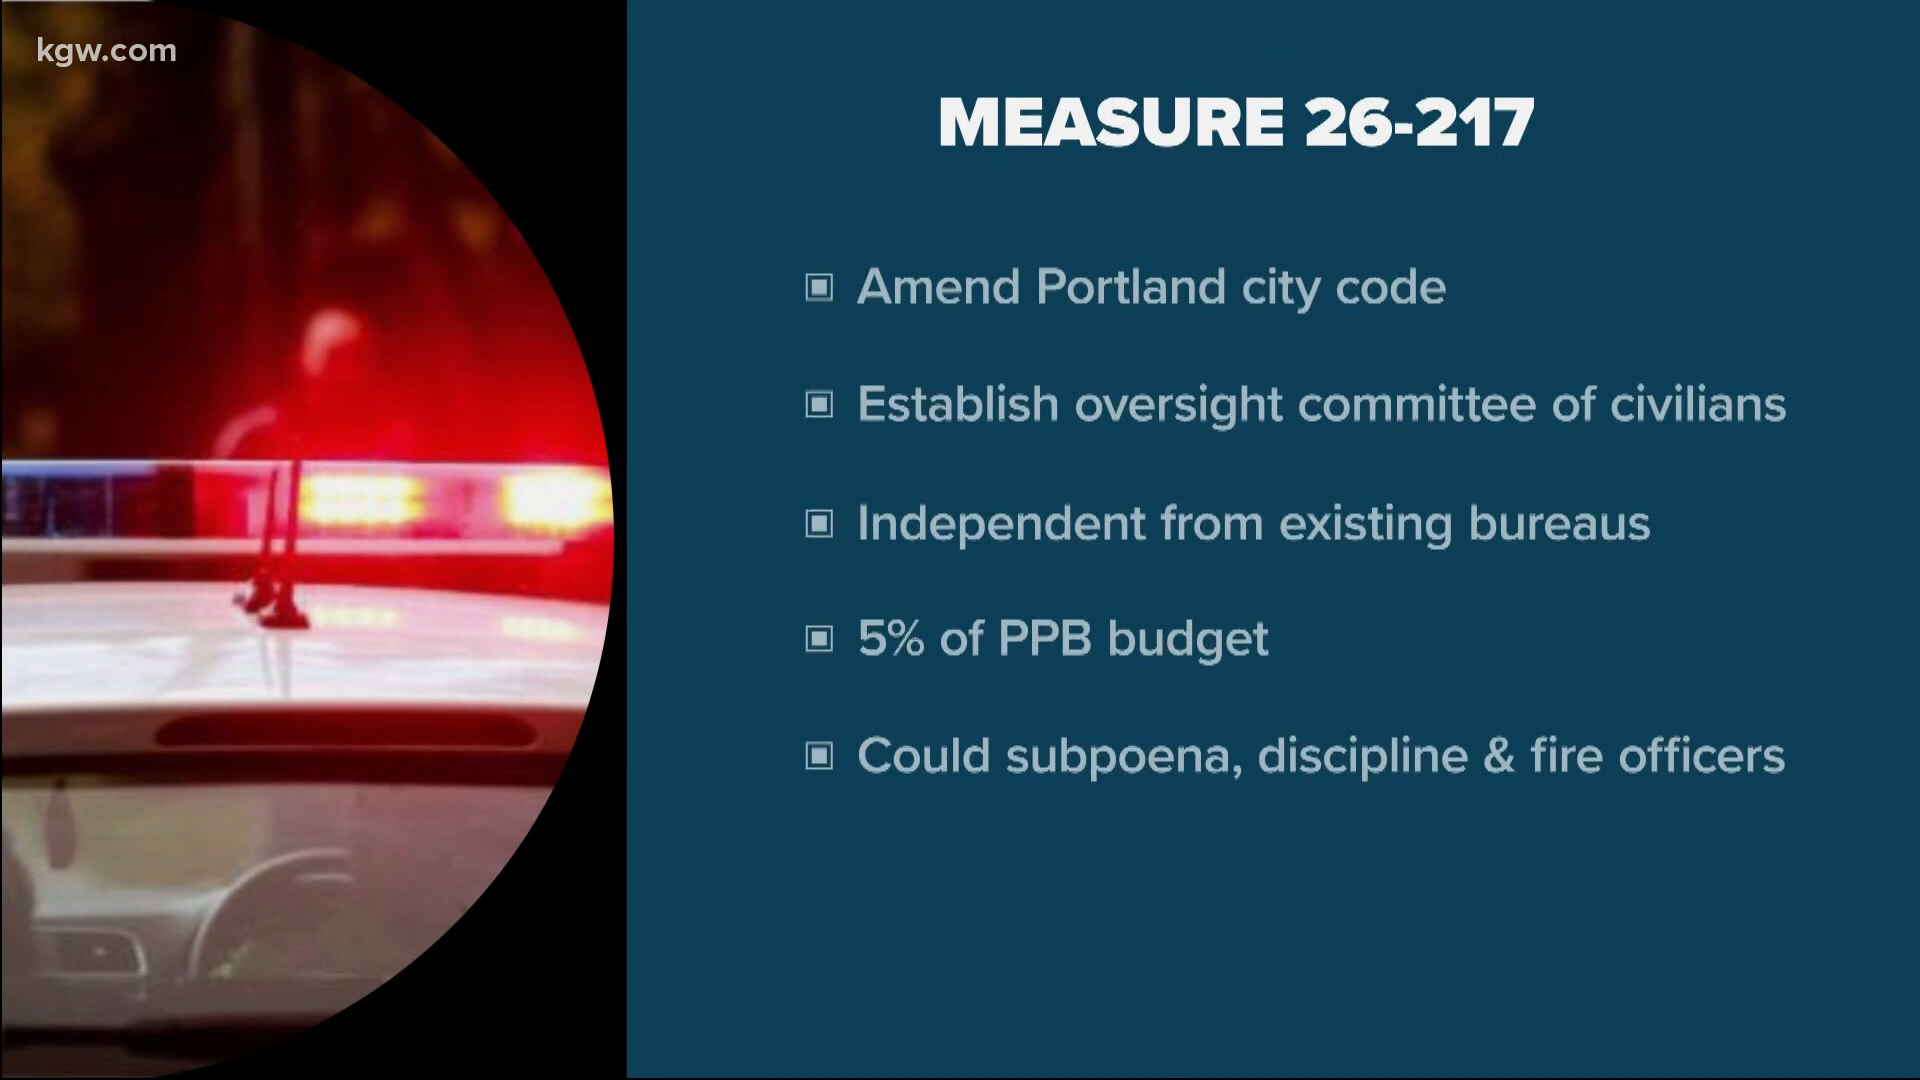 kgw.com
MEASURE 26-217
Amend Portland city code
Establish oversight committee of civilians
Independent from existing bureaus
5% of PPB budget
Could subpoena, discipline & fire officers